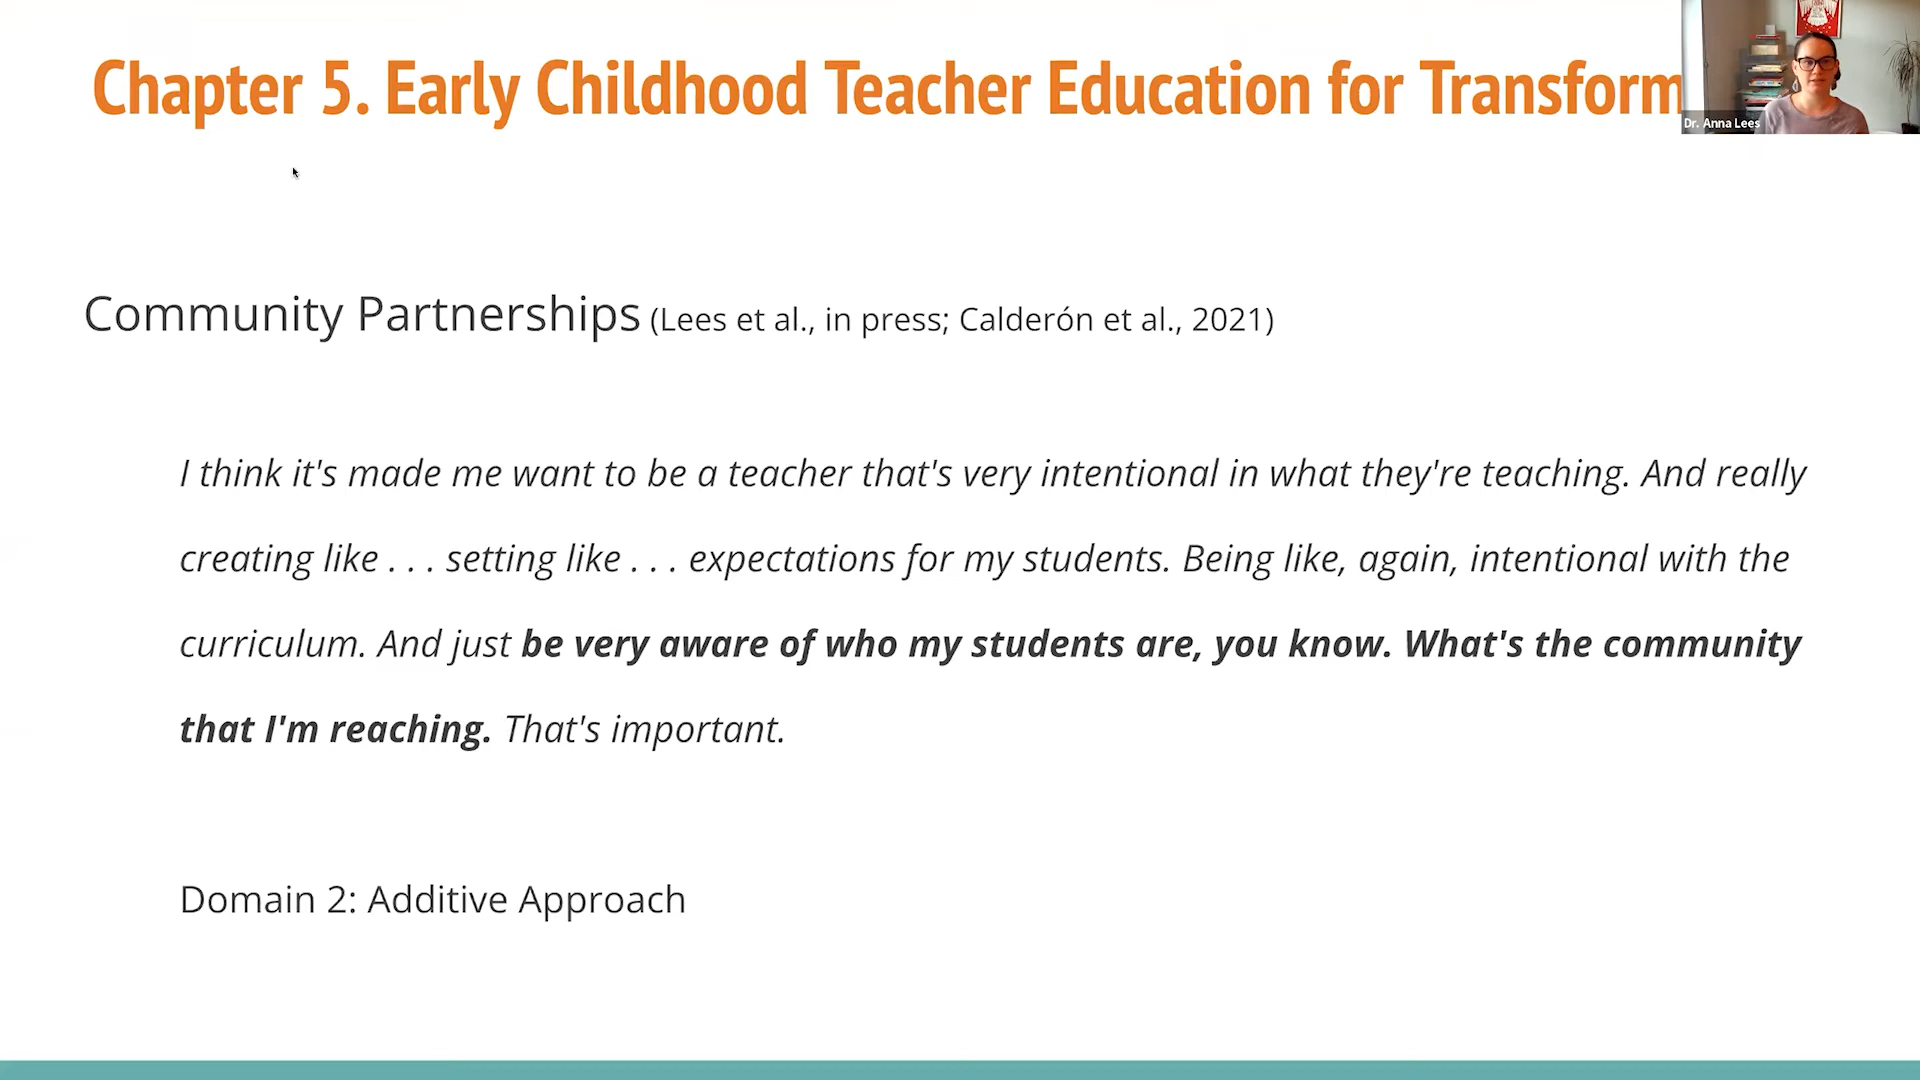 Chapter 5. Early Childhood Teacher Education for Transform
Dr. Anna Lees
Community Partnerships (Lees et al., in press; Calderón et al., 2021)
I think it's made me want to be a teacher that's very intentional in what they're teaching. And really
creating like . . . setting like . . . expectations for my students. Being like, again, intentional with the
curriculum. And just be very aware of who my students are, you know. What's the community
that I'm reaching. That's important.
Domain 2: Additive Approach